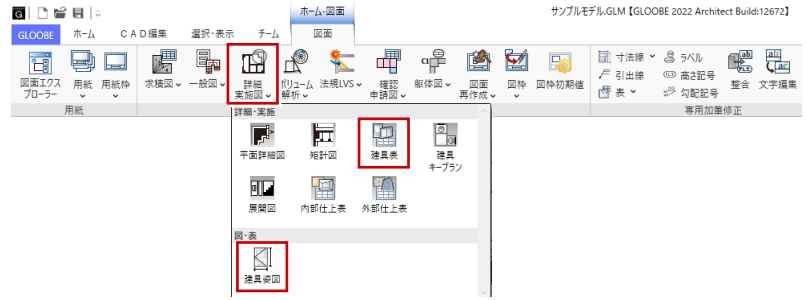 G
ホーム-図面
サンプルモデル.GLM【GLOOBE 2022 Architect Build:12672】
GLOOBE ホーム CAD編集 選択・表示 チーム 図面
図面エクス
プローラー
用紙
用紙枠
求積図
一般図
詳細
実施図
ボリューム
解析
法規LVS
確認
申請図
躯体図
図面
再作成
図枠
図枠初期値
寸法線
引出線
表
ラベル
高さ記号
勾配記号
整合
文字編集
用紙
専用加筆修正
詳細・実施
平面詳細図 矩計図 建具表 建具
キープラン
展開図 内部仕上表 外部仕上表
図・表
建具姿図